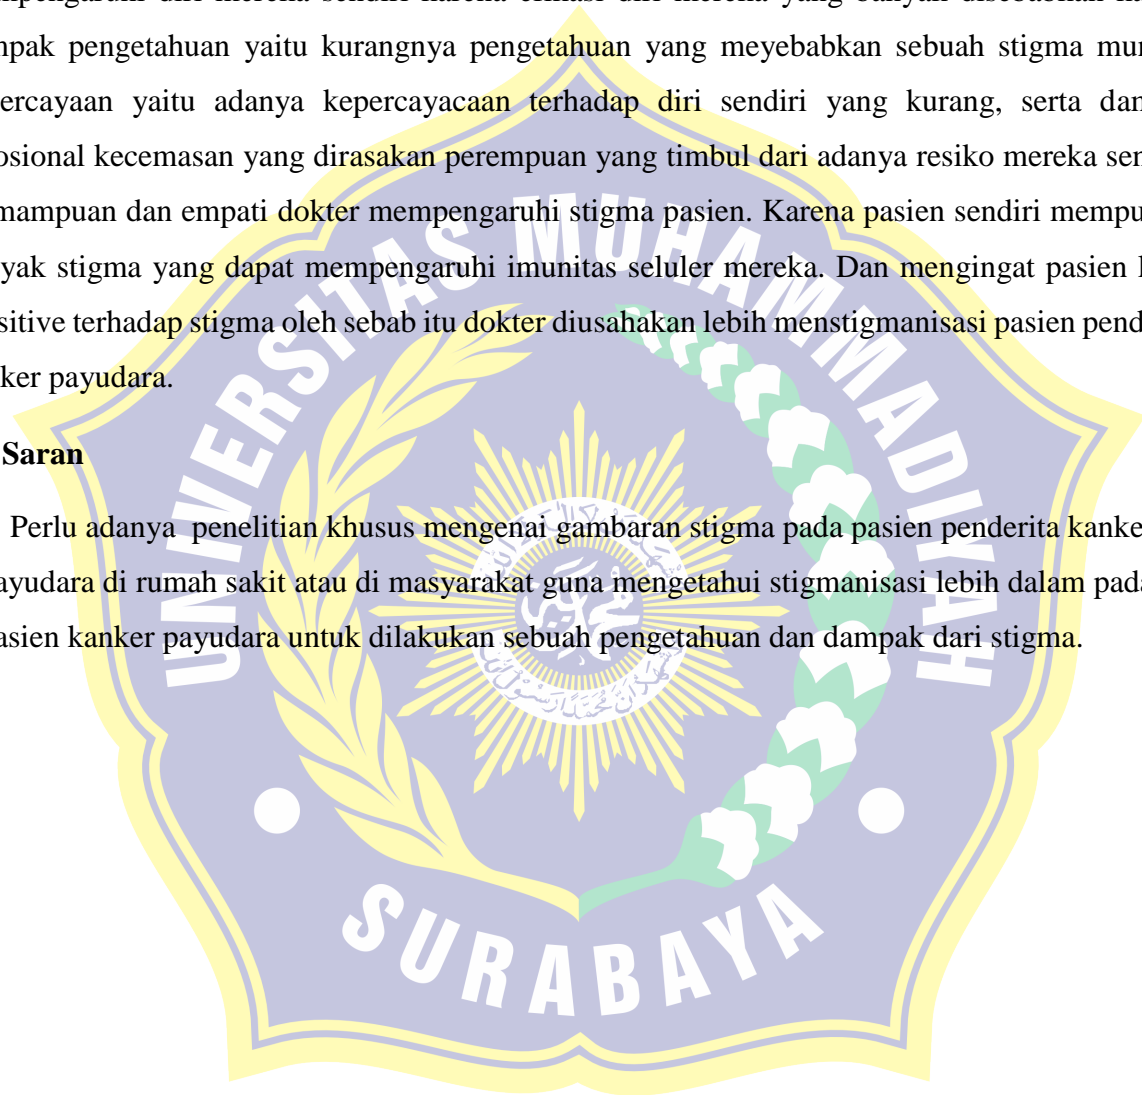 mpengaruhi diri mereka sendiri karena efikasi diri mereka yang banyak disebabkan
mpak pengetahuan yaitu kurangnya pengetahuan yang meyebabkan sebuah stigma mun
ercayaan yaitu adanya kepercayacaan terhadap diri sendiri yang kurang, serta dam
osional kecemasan yang dirasakan perempuan yang timbul dari adanya resiko mereka sen
mampuan dan empati dokter mempengaruhi stigma pasien. Karena pasien sendiri mempu
yak stigma yang dapat mempengaruhi imunitas seluler mereka. Dan mengingat pasien
sitive terhadap stigma oleh sebab itu dokter diusahakan lebih menstigmanisasi pasien pend
ker payudara.
Saran
Perlu adanya penelitian khusus mengenai gambaran stigma pada pasien penderita kanke
ayudara di rumah sakit atau di masyarakat guna mengetahui stigmanisasi lebih dalam pada
asien kanker payudara untuk dilakukan sebuah pengetahuan dan dampak dari stigma.
UNIVERSITAS MUHAMMADIYAH
SURABAYA